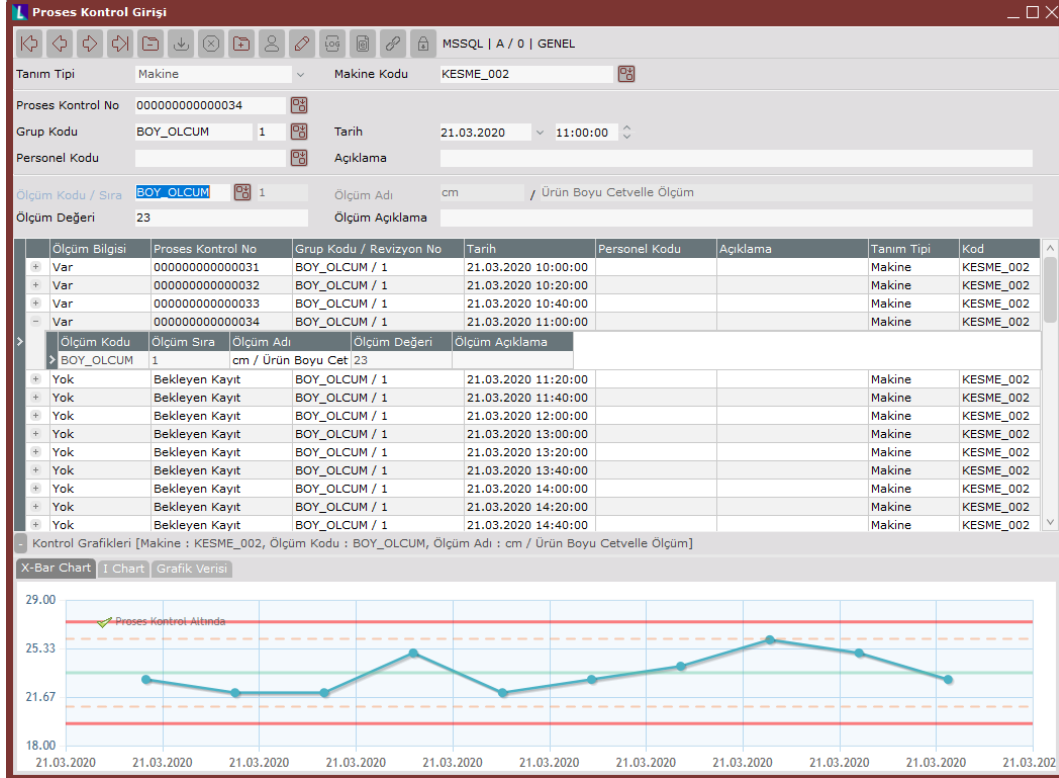 Proses Kontrol Girişi
LOG MSSQL | A / 0 | GENEL
Tanım Tipi Makine Makine Kodu KESME_002
Proses Kontrol No 000000000000034
Grup Kodu BOY_OLCUM 1 Tarih 21.03.2020 11:00:00
Personel Kodu Açıklama
Ölçüm Kodu / Sıra BOY_OLCUM 1 Ölçüm Adı cm / Ürün Boyu Cetvelle Ölçüm
Ölçüm Değeri 23 Ölçüm Açıklama
Ölçüm Bilgisi Proses Kontrol No Grup Kodu / Revizyon No Tarih Personel Kodu Açıklama Tanım Tipi Kod
Var 000000000000031 BOY_OLCUM / 1 21.03.2020 10:00:00 Makine KESME_002
Var 000000000000032 BOY_OLCUM / 1 21.03.2020 10:20:00 Makine KESME_002
Var 000000000000033 BOY_OLCUM / 1 21.03.2020 10:40:00 Makine KESME_002
Var 000000000000034 BOY_OLCUM / 1 21.03.2020 11:00:00 Makine KESME_002
Ölçüm Kodu Ölçüm Sıra Ölçüm Adı Ölçüm Değeri Ölçüm Açıklama
BOY_OLCUM 1 cm / Ürün Boyu Cet 23
Yok Bekleyen Kayıt BOY_OLCUM / 1 21.03.2020 11:20:00 Makine KESME_002
Yok Bekleyen Kayıt BOY_OLCUM / 1 21.03.2020 11:40:00 Makine KESME_002
Yok Bekleyen Kayıt BOY_OLCUM / 1 21.03.2020 12:00:00 Makine KESME_002
Yok Bekleyen Kayıt BOY_OLCUM / 1 21.03.2020 13:00:00 Makine KESME_002
Yok Bekleyen Kayıt BOY_OLCUM / 1 21.03.2020 13:20:00 Makine KESME_002
Yok Bekleyen Kayıt BOY_OLCUM / 1 21.03.2020 13:40:00 Makine KESME_002
Yok Bekleyen Kayıt BOY_OLCUM / 1 21.03.2020 14:00:00 Makine KESME_002
Yok Bekleyen Kayıt BOY_OLCUM / 1 21.03.2020 14:20:00 Makine KESME_002
Yok Bekleyen Kayıt BOY_OLCUM / 1 21.03.2020 14:40:00 Makine KESME_002
Kontrol Grafikleri [Makine : KESME_002, Ölçüm Kodu : BOY_OLCUM, Ölçüm Adı : cm / Ürün Boyu Cetvelle Ölçüm]
X-Bar Chart I Chart Grafik Verisi
29.00
Proses Kontrol Altında
25.33
21.67
18.00
21.03.2020 21.03.2020 21.03.2020 21.03.2020 21.03.2020 21.03.2020 21.03.2020 21.03.2020 21.03.2020 21.03.2020 21.03.2020 21.03.202